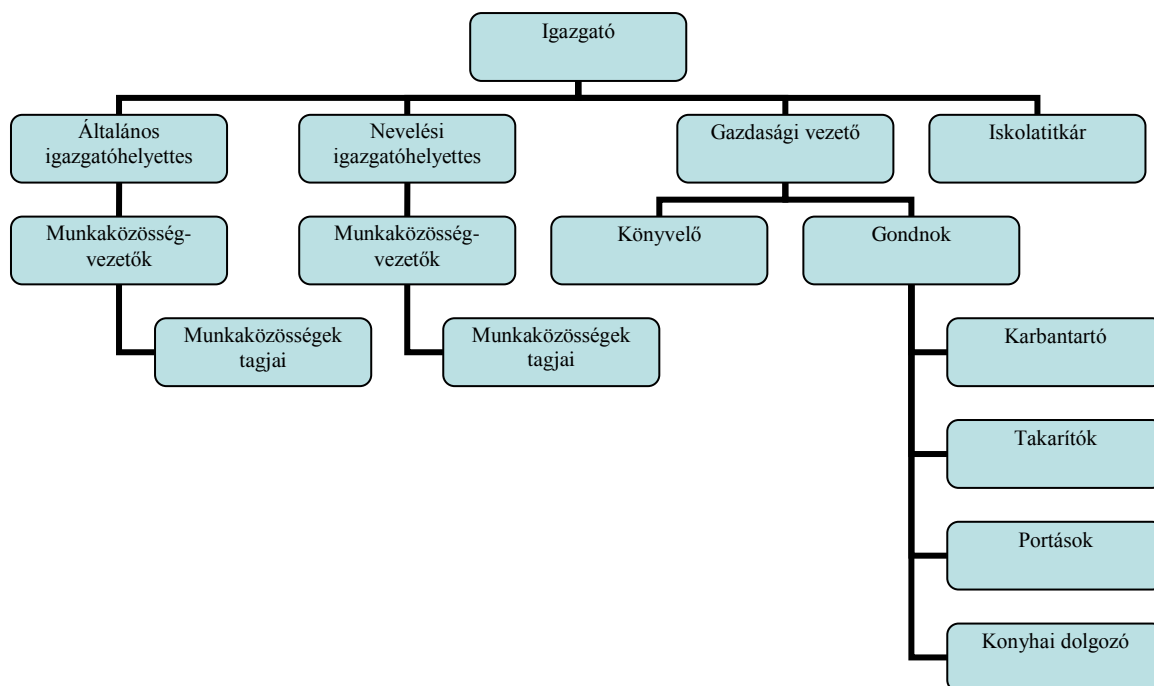 Igazgató
Általános
igazgatóhelyettes
Nevelési
igazgatóhelyettes
Gazdasági vezető
Iskolatitkár
Munkaközösség-
vezetők
Munkaközösség-
vezetők
Könyvelő
Gondnok
Munkaközösségek
tagjai
Munkaközösségek
tagjai
Karbantartó
Takarítók
Portások
Konyhai dolgozó